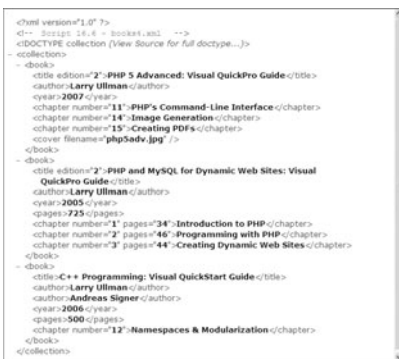 <?xml version="1.0" ?>
<!-- Script 14.4 - books4.xml -->
<!DOCTYPE collection (View Source for full doctype...)>
- <collection>
- <book>
<title edition="2">PHP 5 Advanced: Visual QuickPro Guide</title>
<author>Larry Ullman</author>
<year>2007</year>
<chapter number="11">PHP's Command-Line Interface</chapter>
<chapter number="14">Image Generation</chapter>
<chapter number="15">Creating PDFs</chapter>
<cover filename="php5adv.jpg" />
</book>
- <book>
<title edition="2">PHP and MySQL for Dynamic Web Sites: Visual
QuickPro Guide</title>
<author>Larry Ullman</author>
<year>2005</year>
<pages>725</pages>
<chapter number="1" pages="34">Introduction to PHP</chapter>
<chapter number="2" pages="46">Programming with PHP</chapter>
<chapter number="3" pages="44">Creating Dynamic Web Sites</chapter>
</book>
- <book>
<title>C++ Programming: Visual QuickStart Guide</title>
<author>Larry Ullman</author>
<author>Andreas Signer</author>
<year>2006</year>
<pages>500</pages>
<chapter number="12">Namespaces & Modularization</chapter>
</book>
</collection>